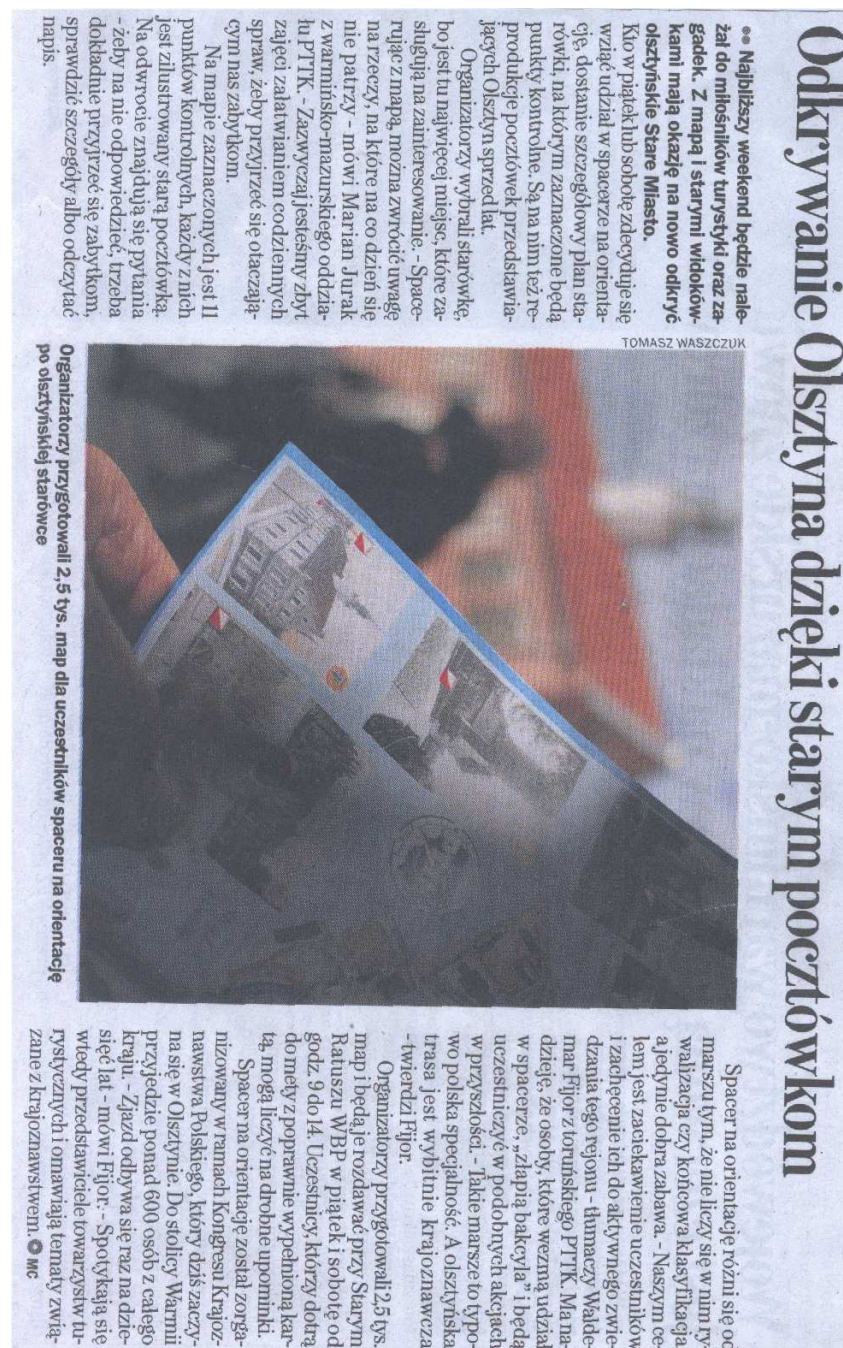 Odkrywanie Olsztyna dzięki starym pocztówkom
●● Najbliższy weekend będzie nale-
żał do miłośników turystyki oraz za-
gadek. Z mapą i starymi widoków-
kami mają okazję na nowo odkryć
olsztyńskie Stare Miasto.
Kto w piątek lub sobotę zdecyduje się
wziąć udział w spacerze na orienta-
cję, dostanie szczegółowy plan sta-
rówki, na którym zaznaczone będą
punkty kontrolne. Są na nim też re-
produkcje pocztówek przedstawia-
jących Olsztyn sprzed lat.
Organizatorzy wybrali starówkę,
bo jest tu najwięcej miejsc, które za-
sługują na zainteresowanie. - Space-
rując z mapą, można zwrócić uwagę
na rzeczy, na które na co dzień się
nie patrzy - mówi Marian Jurak
z warmińsko-mazurskiego oddzia-
łu PTTK. - Zazwyczaj jesteśmy zbyt
zajęci załatwianiem codziennych
spraw, żeby przyjrzeć się otaczają-
cym nas zabytkom.
Na mapie zaznaczonych jest 11
punktów kontrolnych, każdy z nich
jest zilustrowany starą pocztówką.
Na odwrocie znajdują się pytania
- żeby na nie odpowiedzieć, trzeba
dokładnie przyjrzeć się zabytkom,
sprawdzić szczegóły albo odczytać
napis.
TOMASZ WASZCZUK
Organizatorzy przygotowali 2,5 tys. map dla uczestników spaceru na orientację
po olsztyńskiej starówce
Spacer na orientację różni się od
marszu tym, że nie liczy się w nim ry-
walizacja czy końcowa klasyfikacja,
a jedynie dobra zabawa. - Naszym ce-
lem jest zaciekawienie uczestników
i zachęcenie ich do aktywnego zwie-
dzania tego rejonu - tłumaczy Walde-
mar Fijor z toruńskiego PTTK. Ma na-
dzieję, że osoby, które wezmą udział
w spacerze, „złapią bakcyla” i będą
uczestniczyć w podobnych akcjach
w przyszłości. - Takie marsze to typo-
wo polska specjalność. A olsztyńska
trasa jest wybitnie krajoznawcza
- twierdzi Fijor.
Organizatorzy przygotowali 2,5 tys.
map i będą je rozdawać przy Starym
Ratuszu WBP w piątek i sobotę od
godz. 9 do 14. Uczestnicy, którzy dotrą
do mety z poprawnie wypełnioną kar-
tą, mogą liczyć na drobne upominki.
Spacer na orientację został zorga-
nizowany w ramach Kongresu Krajoz-
nawstwa Polskiego, który dziś zaczy-
na się w Olsztynie. Do stolicy Warmii
przyjedzie ponad 600 osób z całego
kraju. - Zjazd odbywa się raz na dzie-
sięć lat - mówi Fijor. - Spotykają się
wtedy przedstawiciele towarzystw tu-
rystycznych i omawiają tematy zwią-
zane z krajoznawstwem. MC